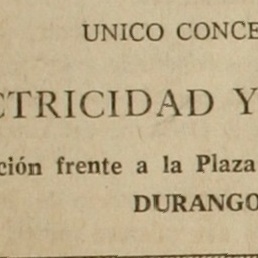 UNICO CONCE
CTRICIDAD Y
ción frente a la Plaza
DURANGO